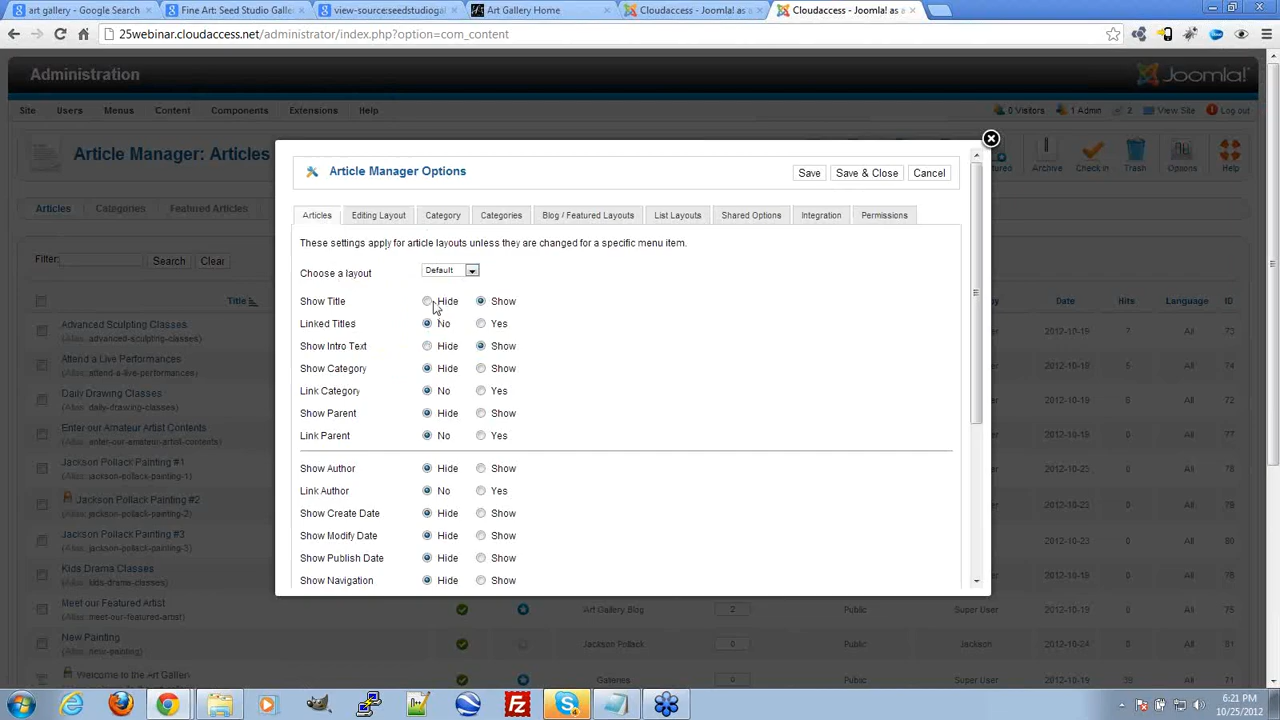 art gallery - Google Search
Fine Art: Seed Studio Galle
view-source:seedstudioga
Art Gallery Home
Cloudaccess - Joomla! as a
Cloudaccess - Joomla! as a
25webinar.cloudaccess.net/administrator/index.php?option=com_content
Administration
Joomla!
Site Users Menus Content Components Extensions Help
0 Visitors 1 Admin 2 View Site Log out
Article Manager: Articles
Archive Check in Trash Options Help
Articles Categories Featured Articles
Filter: Search Clear
Title Date Hits Language ID
Advanced Sculpting Classes
(Alias: advanced-sculpting-classes)
2012-10-19 7 All 73
Attend a Live Performances
(Alias: attend-a-live-performances)
2012-10-19 All 74
Daily Drawing Classes
(Alias: daily-drawing-classes)
2012-10-19 0 All 72
Enter our Amateur Artist Contents
(Alias: enter-our-amateur-artist-contents)
2012-10-19 All
Jackson Pollack Painting #1
(Alias: jackson-pollack-painting-1)
2012-10-23 All 78
Jackson Pollack Painting #2
(Alias: jackson-pollack-painting-2)
2012-10-23 All
Jackson Pollack Painting #3
(Alias: jackson-pollack-painting-3)
2012-10-23 0 All 80
Kids Drama Classes
(Alias: kids-drama-classes)
2012-10-19 0 All
Meet our Featured Artist
(Alias: meet-our-featured-artist)
Art Gallery Blog 2 Public Super User 2012-10-19 0 All 75
New Painting
(Alias: new-painting)
Jackson Pollack 0 Public Jackson 2012-10-24 0 All 91
Welcome to the Art Gallery
Galleries 0 Public Super User 2012-10-19 39 All
Article Manager Options
Save Save & Close Cancel
Articles Editing Layout Category Categories Blog / Featured Layouts List Layouts Shared Options Integration Permissions
These settings apply for article layouts unless they are changed for a specific menu item.
Choose a layout Default
Show Title Hide Show
Linked Titles No Yes
Show Intro Text Hide Show
Show Category Hide Show
Link Category No Yes
Show Parent Hide Show
Link Parent No Yes
Show Author Hide Show
Link Author No Yes
Show Create Date Hide Show
Show Modify Date Hide Show
Show Publish Date Hide Show
Show Navigation Hide Show
6:21 PM
10/25/2012